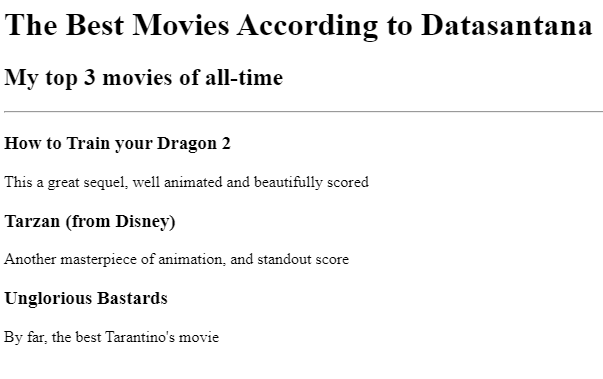 The Best Movies According to Datasantana
My top 3 movies of all-time
How to Train your Dragon 2
This a great sequel, well animated and beautifully scored
Tarzan (from Disney)
Another masterpiece of animation, and standout score
Unglorious Bastards
By far, the best Tarantino's movie